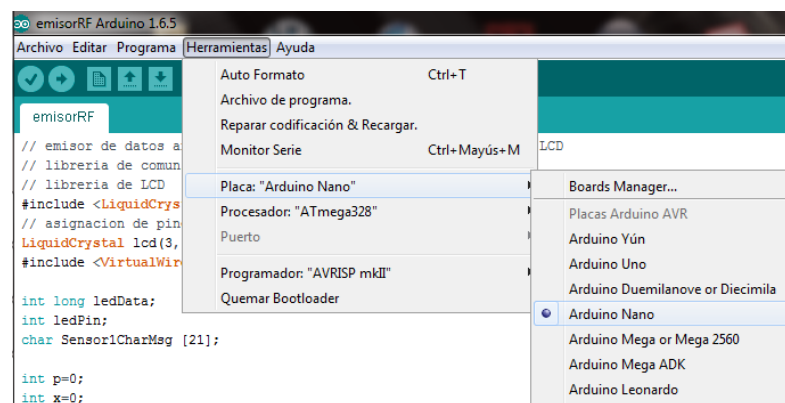 emisorRF Arduino 1.6.5
Archivo Editar Programa Herramientas Ayuda
emisorRF
Auto Formato Ctrl+T
Archivo de programa.
Reparar codificación & Recargar.
Monitor Serie Ctrl+Mayús+M
Placa: "Arduino Nano"
Procesador: "ATmega328"
Puerto
Programador: "AVRISP mkII"
Quemar Bootloader
Boards Manager...
Placas Arduino AVR
Arduino Yún
Arduino Uno
Arduino Duemilanove or Diecimila
Arduino Nano
Arduino Mega or Mega 2560
Arduino Mega ADK
Arduino Leonardo
// emisor de datos a LCD
// libreria de comun
// libreria de LCD
#include <LiquidCrys
// asignacion de pin
LiquidCrystal lcd(3,
#include <VirtualWir
int long ledData;
int ledPin;
char Sensor1CharMsg [21];
int p=0;
int x=0;